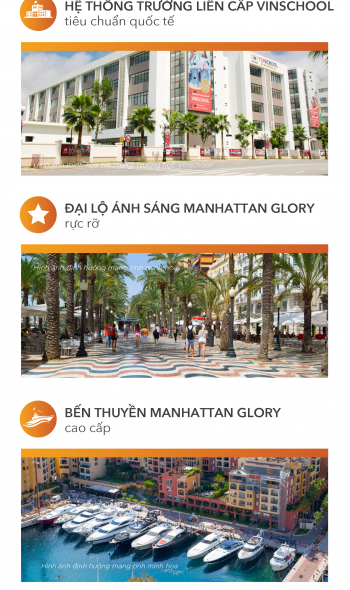 HỆ THỐNG TRƯỜNG LIÊN CẤP VINSCHOOL
tiêu chuẩn quốc tế
VINSCHOOL
ĐẠI LỘ ÁNH SÁNG MANHATTAN GLORY
rực rỡ
Hình ảnh định hướng mang tính minh họa
BẾN THUYỀN MANHATTAN GLORY
cao cấp
Hình ảnh định hướng mang tính minh họa